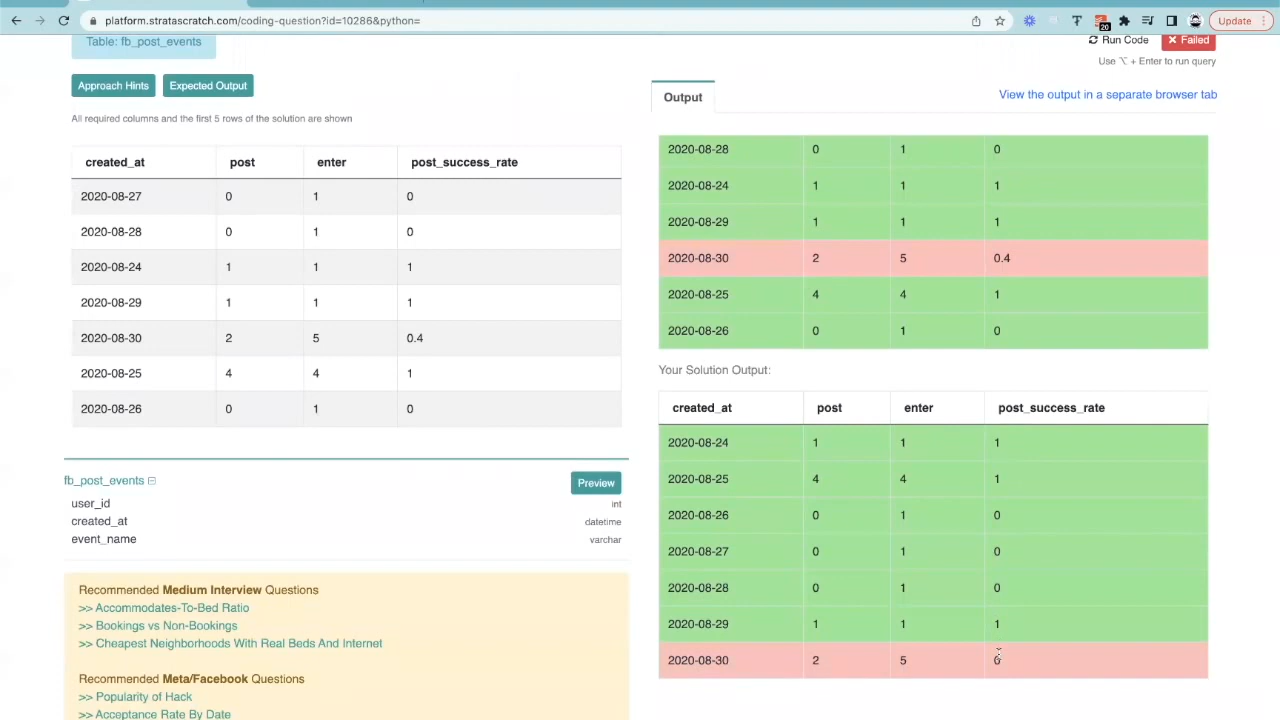 platform.stratascratch.com/coding-question?id=10286&python=
20
Update
Table: fb_post_events
Run Code
Failed
Use ⌥ + Enter to run query
Approach Hints
Expected Output
Output
View the output in a separate browser tab
All required columns and the first 5 rows of the solution are shown
created_at post enter post_success_rate
2020-08-27 0 1 0
2020-08-28 0 1 0
2020-08-24 1 1 1
2020-08-29 1 1 1
2020-08-30 2 5 0.4
2020-08-25 4 4 1
2020-08-26 0 1 0
fb_post_events
Preview
user_id int
created_at datetime
event_name varchar
Recommended Medium Interview Questions
>> Accommodates-To-Bed Ratio
>> Bookings vs Non-Bookings
>> Cheapest Neighborhoods With Real Beds And Internet
Recommended Meta/Facebook Questions
>> Popularity of Hack
>> Acceptance Rate By Date
2020-08-28 0 1 0
2020-08-24 1 1 1
2020-08-29 1 1 1
2020-08-30 2 5 0.4
2020-08-25 4 4 1
2020-08-26 0 1 0
Your Solution Output:
created_at post enter post_success_rate
2020-08-24 1 1 1
2020-08-25 4 4 1
2020-08-26 0 1 0
2020-08-27 0 1 0
2020-08-28 0 1 0
2020-08-29 1 1 1
2020-08-30 2 5 0